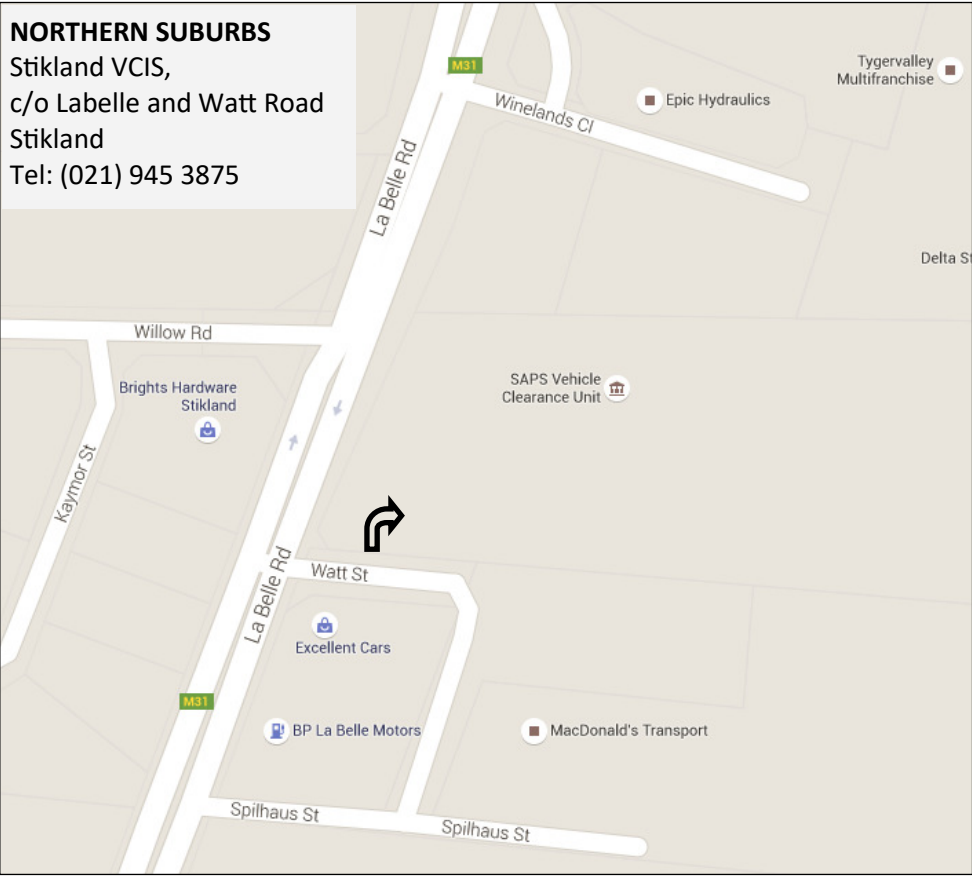 NORTHERN SUBURBS
Stikland VCIS,
c/o Labelle and Watt Road
Stikland
Tel: (021) 945 3875
M31
Winelands Cl
Epic Hydraulics
Tygervalley
Multifranchise
La Belle Rd
Delta St
Willow Rd
Brights Hardware
Stikland
SAPS Vehicle
Clearance Unit
Kaymor St
La Belle Rd
Watt St
Excellent Cars
M31
BP La Belle Motors
MacDonald's Transport
Spilhaus St
Spilhaus St